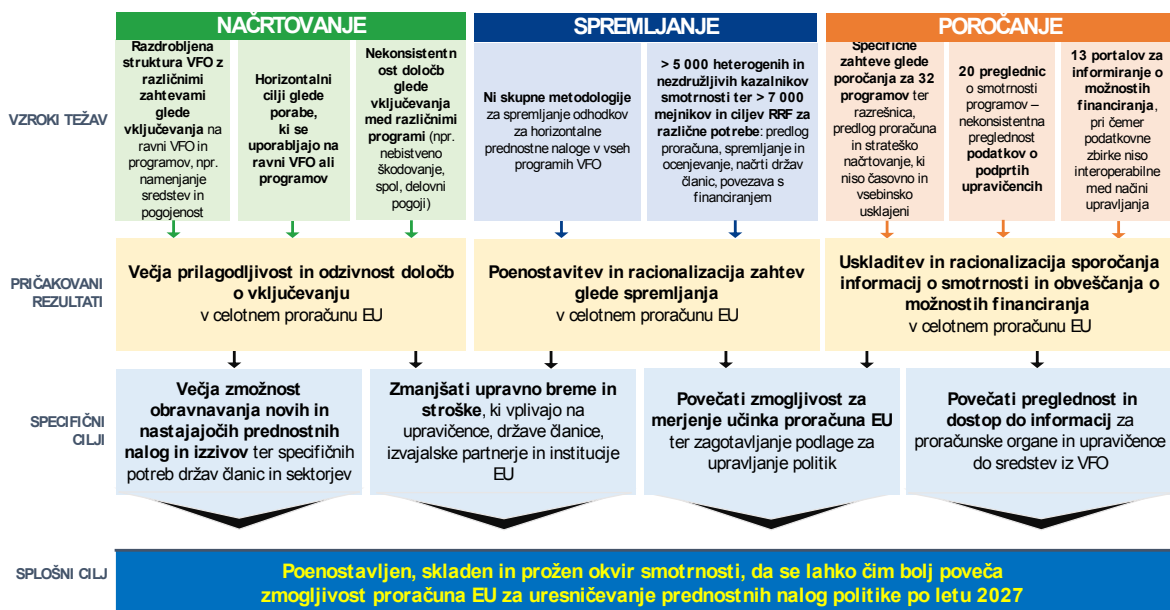 NAČRTOVANJE
SPREMLJANJE
POROČANJE
VZROKI TEŽAV
Razdrobljena
struktura VFO z
različnimi
zahtevami
glede
vključevanja na
ravni VFO in
programov, npr.
namenjanje
sredstev in
pogojenost
Horizontalni
cilji glede
porabe,
ki se
uporabljajo na
ravni VFO ali
programov
Nekonsistentn
ost določb
glede
vključevanja
med različnimi
programi (npr.
nebistveno
škodovanje,
spol, delovni
pogoji)
Ni skupne metodologije
za spremljanje odhodkov
za horizontalne
prednostne naloge v vseh
programih VFO
> 5 000 heterogenih in
nezdružljivih kazalnikov
smotrnosti ter > 7 000
mejnikov in ciljev RRF za
različne potrebe: predlog
proračuna, spremljanje in
ocenjevanje, načrti držav
članic, povezava s
financiranjem
Specifične
zahteve glede
poročanja za 32
programov ter
razrešnica,
predlog proračuna
in strateško
načrtovanje, ki
niso časovno in
vsebinsko
usklajeni
20 preglednic
o smotrnosti
programov –
nekonsistentna
preglednost
podatkov o
podprtih
upravičencih
13 portalov za
informiranje o
možnostih
financiranja,
pri čemer
podatkovne
zbirke niso
interoperabilne
med načini
upravljanja
PRIČAKOVANI
REZULTATI
Večja prilagodljivost in odzivnost določb
o vključevanju
v celotnem proračunu EU
Poenostavitev in racionalizacija zahtev
glede spremljanja
v celotnem proračunu EU
Uskladitev in racionalizacija sporočanja
informacij o smotrnosti in obveščanja o
možnostih financiranja
v celotnem proračunu EU
SPECIFIČNI
CILJI
Večja zmožnost
obravnavanja novih in
nastajajočih prednostnih
nalog in izzivov ter specifičnih
potreb držav članic in sektorjev
Zmanjšati upravno breme in
stroške, ki vplivajo na
upravičence, države članice,
izvajalske partnerje in institucije
EU
Povečati zmogljivost za
merjenje učinka proračuna EU
ter zagotavljanje podlage za
upravljanje politik
Povečati preglednost in
dostop do informacij za
proračunske organe in upravičence
do sredstev iz VFO
SPLOŠNI CILJ
Poenostavljen, skladen in prožen okvir smotrnosti, da se lahko čim bolj poveča
zmogljivost proračuna EU za uresničevanje prednostnih nalog politike po letu 2027